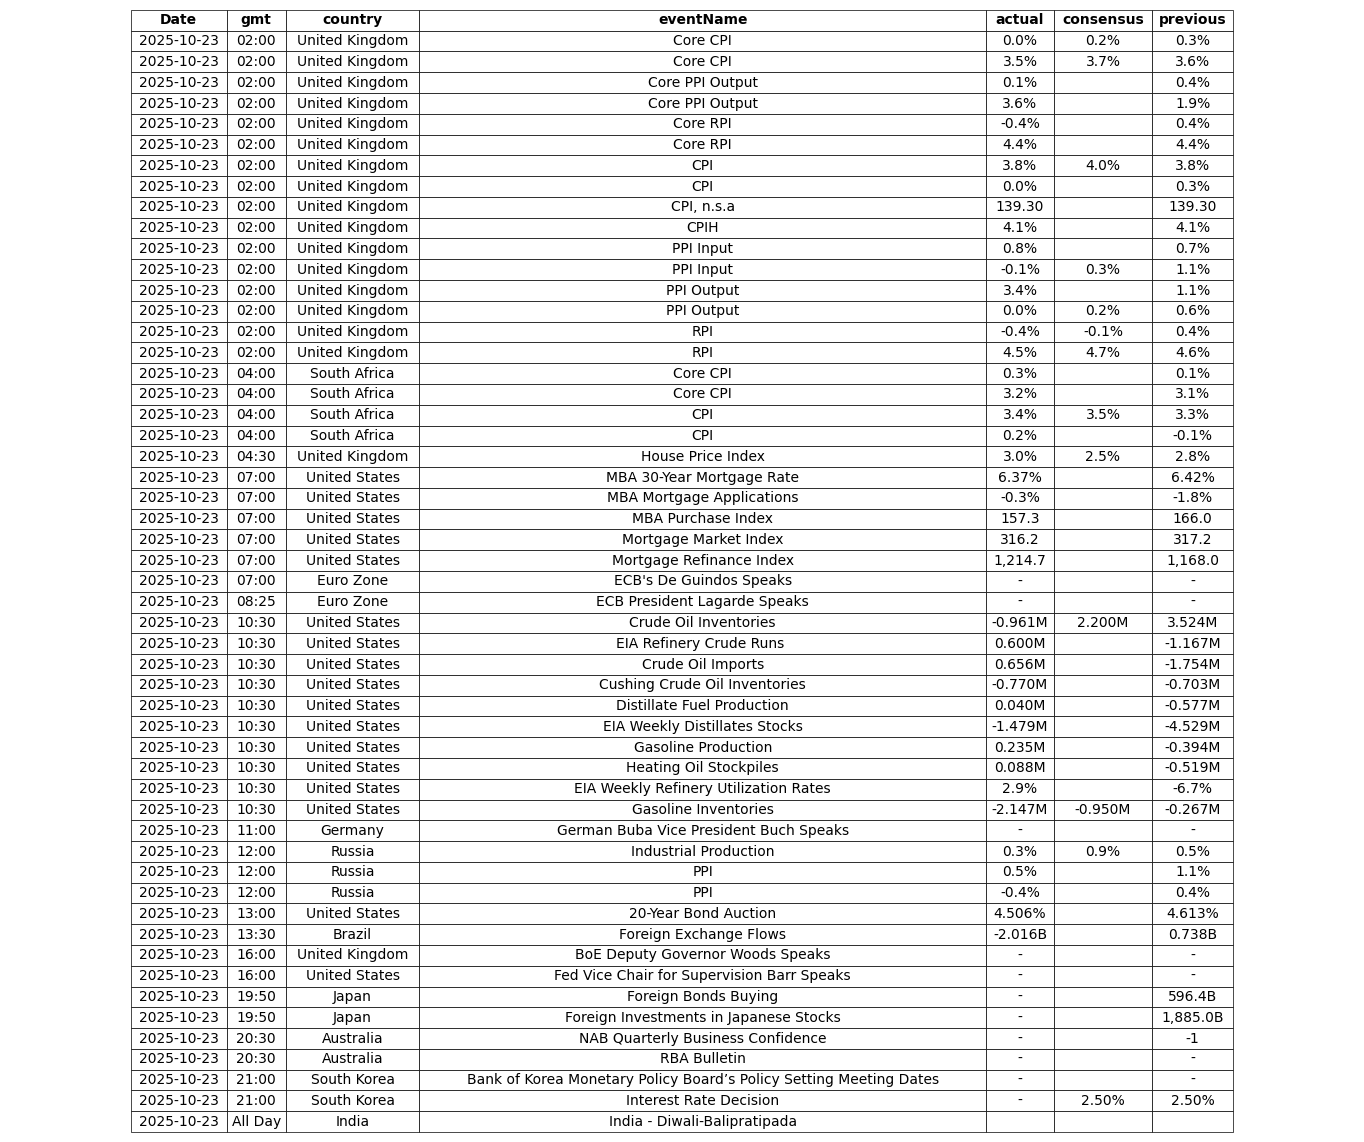 Date gmt country eventName actual consensus previous
2025-10-23 02:00 United Kingdom Core CPI 0.0% 0.2% 0.3%
2025-10-23 02:00 United Kingdom Core CPI 3.5% 3.7% 3.6%
2025-10-23 02:00 United Kingdom Core PPI Output 0.1% 0.4%
2025-10-23 02:00 United Kingdom Core PPI Output 3.6% 1.9%
2025-10-23 02:00 United Kingdom Core RPI -0.4% 0.4%
2025-10-23 02:00 United Kingdom Core RPI 4.4% 4.4%
2025-10-23 02:00 United Kingdom CPI 3.8% 4.0% 3.8%
2025-10-23 02:00 United Kingdom CPI 0.0% 0.3%
2025-10-23 02:00 United Kingdom CPI, n.s.a 139.30 139.30
2025-10-23 02:00 United Kingdom CPIH 4.1% 4.1%
2025-10-23 02:00 United Kingdom PPI Input 0.8% 0.7%
2025-10-23 02:00 United Kingdom PPI Input -0.1% 0.3% 1.1%
2025-10-23 02:00 United Kingdom PPI Output 3.4% 1.1%
2025-10-23 02:00 United Kingdom PPI Output 0.0% 0.2% 0.6%
2025-10-23 02:00 United Kingdom RPI -0.4% -0.1% 0.4%
2025-10-23 02:00 United Kingdom RPI 4.5% 4.7% 4.6%
2025-10-23 04:00 South Africa Core CPI 0.3% 0.1%
2025-10-23 04:00 South Africa Core CPI 3.2% 3.1%
2025-10-23 04:00 South Africa CPI 3.4% 3.5% 3.3%
2025-10-23 04:00 South Africa CPI 0.2% -0.1%
2025-10-23 04:30 United Kingdom House Price Index 3.0% 2.5% 2.8%
2025-10-23 07:00 United States MBA 30-Year Mortgage Rate 6.37% 6.42%
2025-10-23 07:00 United States MBA Mortgage Applications -0.3% -1.8%
2025-10-23 07:00 United States MBA Purchase Index 157.3 166.0
2025-10-23 07:00 United States Mortgage Market Index 316.2 317.2
2025-10-23 07:00 United States Mortgage Refinance Index 1,214.7 1,168.0
2025-10-23 07:00 Euro Zone ECB's De Guindos Speaks - -
2025-10-23 08:25 Euro Zone ECB President Lagarde Speaks - -
2025-10-23 10:30 United States Crude Oil Inventories -0.961M 2.200M 3.524M
2025-10-23 10:30 United States EIA Refinery Crude Runs 0.600M -1.167M
2025-10-23 10:30 United States Crude Oil Imports 0.656M -1.754M
2025-10-23 10:30 United States Cushing Crude Oil Inventories -0.770M -0.703M
2025-10-23 10:30 United States Distillate Fuel Production 0.040M -0.577M
2025-10-23 10:30 United States EIA Weekly Distillates Stocks -1.479M -4.529M
2025-10-23 10:30 United States Gasoline Production 0.235M -0.394M
2025-10-23 10:30 United States Heating Oil Stockpiles 0.088M -0.519M
2025-10-23 10:30 United States EIA Weekly Refinery Utilization Rates 2.9% -6.7%
2025-10-23 10:30 United States Gasoline Inventories -2.147M -0.950M -0.267M
2025-10-23 11:00 Germany German Buba Vice President Buch Speaks - -
2025-10-23 12:00 Russia Industrial Production 0.3% 0.9% 0.5%
2025-10-23 12:00 Russia PPI 0.5% 1.1%
2025-10-23 12:00 Russia PPI -0.4% 0.4%
2025-10-23 13:00 United States 20-Year Bond Auction 4.506% 4.613%
2025-10-23 13:30 Brazil Foreign Exchange Flows -2.016B 0.738B
2025-10-23 16:00 United Kingdom BoE Deputy Governor Woods Speaks - -
2025-10-23 16:00 United States Fed Vice Chair for Supervision Barr Speaks - -
2025-10-23 19:50 Japan Foreign Bonds Buying - 596.4B
2025-10-23 19:50 Japan Foreign Investments in Japanese Stocks - 1,885.0B
2025-10-23 20:30 Australia NAB Quarterly Business Confidence - -1
2025-10-23 20:30 Australia RBA Bulletin - -
2025-10-23 21:00 South Korea Bank of Korea Monetary Policy Board’s Policy Setting Meeting Dates - -
2025-10-23 21:00 South Korea Interest Rate Decision - 2.50% 2.50%
2025-10-23 All Day India India - Diwali-Balipratipada